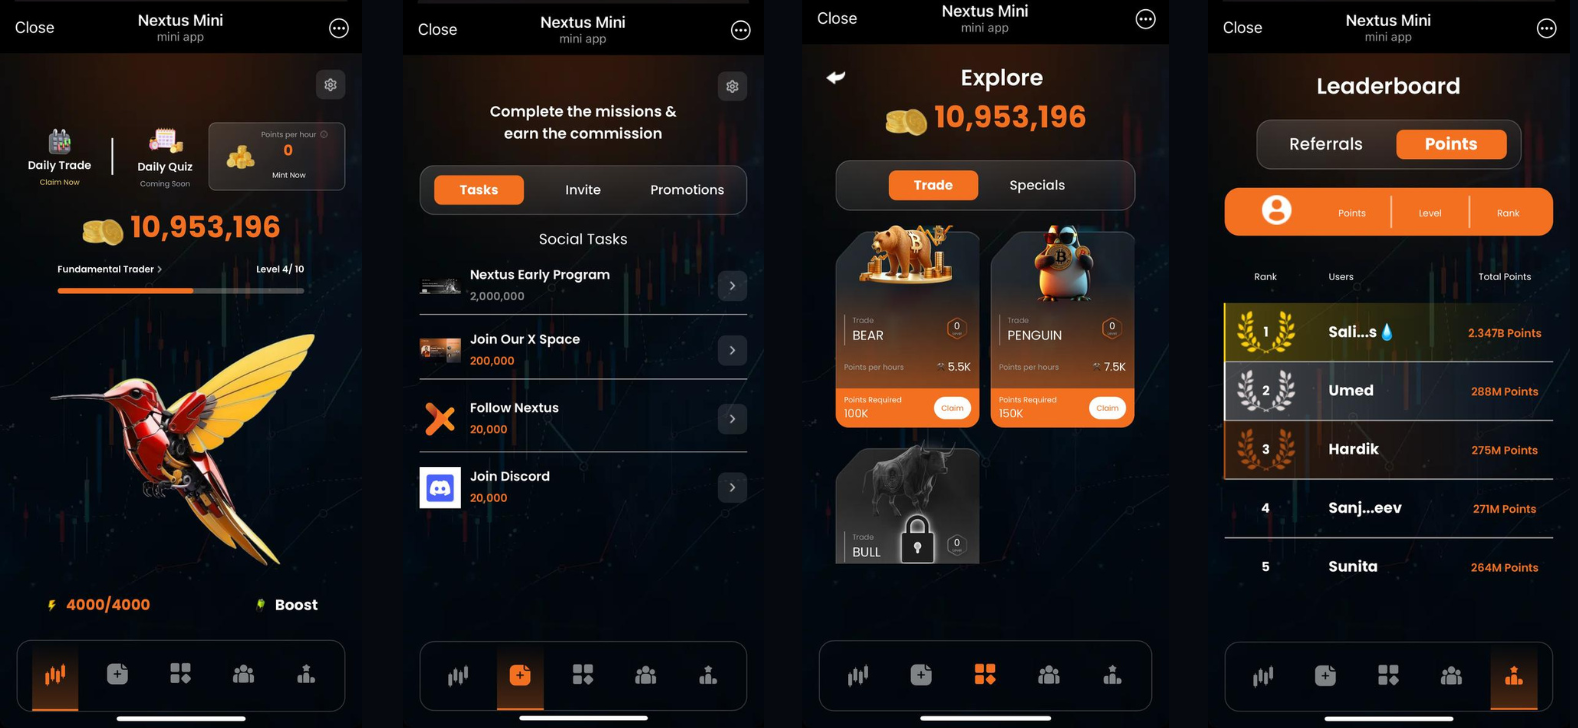 Close
Nextus Mini
mini app
Daily Trade
Claim Now
Daily Quiz
Coming Soon
Points per hour
0
Mint Now
10,953,196
Fundamental Trader >
Level 4/ 10
4000/4000
Boost
Close
Nextus Mini
mini app
Complete the missions &
earn the commission
Tasks
Invite
Promotions
Social Tasks
Nextus Early Program
2,000,000
Join Our X Space
200,000
Follow Nextus
20,000
Join Discord
20,000
Close
Nextus Mini
mini app
Explore
10,953,196
Trade
Specials
Trade
BEAR
0
Points per hours
5.5K
Points Required
100K
Claim
Trade
PENGUIN
0
Points per hours
7.5K
Points Required
150K
Claim
Trade
BULL
0
Close
Nextus Mini
mini app
Leaderboard
Referrals
Points
Points
Level
Rank
Rank
Users
Total Points
1
Sali...s💧
2.347B Points
2
Umed
288M Points
3
Hardik
275M Points
4
Sanj...eev
271M Points
5
Sunita
264M Points